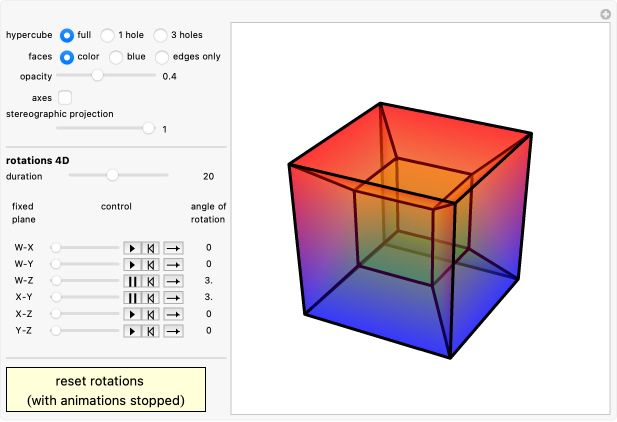 hypercube full 1 hole 3 holes
faces color blue edges only
opacity 0.4
axes
stereographic projection
1
rotations 4D
duration 20
fixed control angle of
plane rotation
W-X 0
W-Y 0
W-Z 3.
X-Y 3.
X-Z 0
Y-Z 0
reset rotations
(with animations stopped)